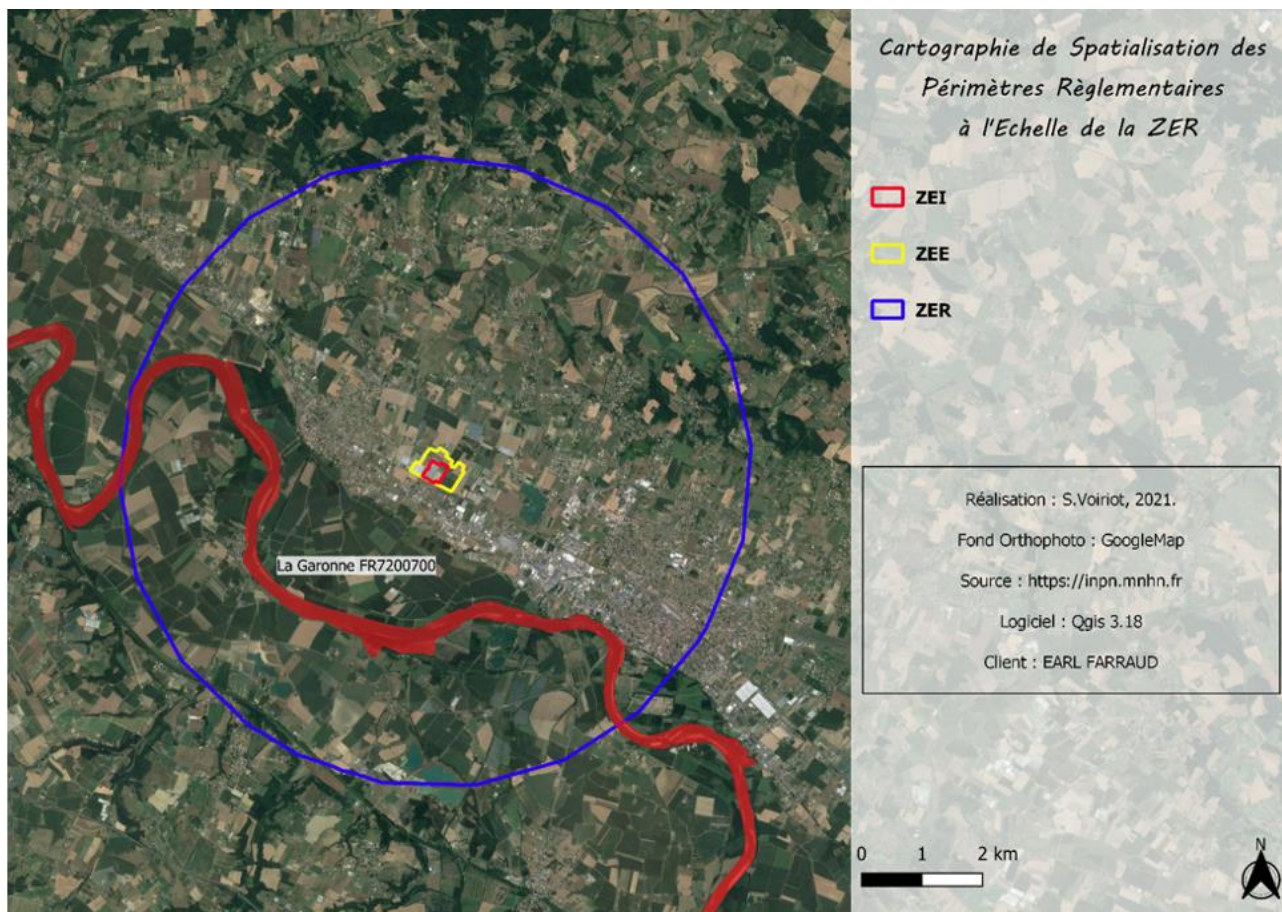 Cartographie de Spatialisation des
Périmètres Règlementaires
à l'Echelle de la ZER
ZEI
ZEE
ZER
La Garonne FR7200700
Réalisation : S.Voiriot, 2021.
Fond Orthophoto : GoogleMap
Source : https://inpn.mnhn.fr
Logiciel : Qgis 3.18
Client : EARL FARRAUD
0 1 2 km
N